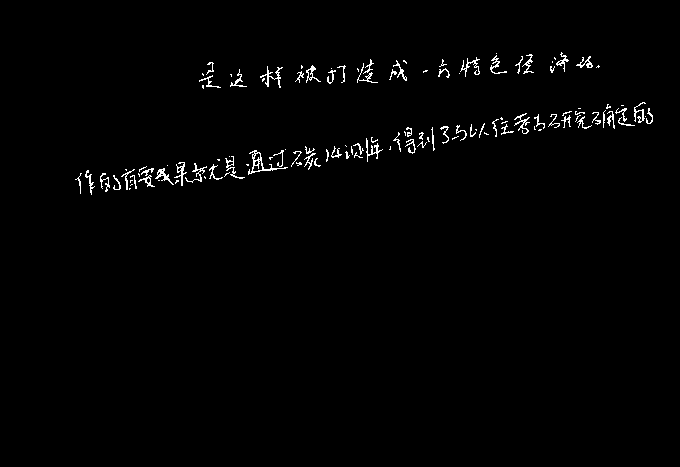 是这样被打造成一方特色经济的.
作的首要成果就是通过碳14测年,得到了与以往考古研究确定的